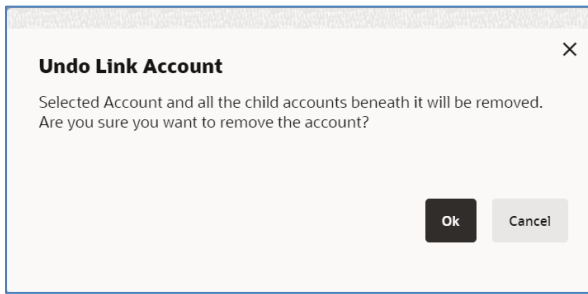 Undo Link Account
Selected Account and all the child accounts beneath it will be removed.
Are you sure you want to remove the account?
Ok
Cancel